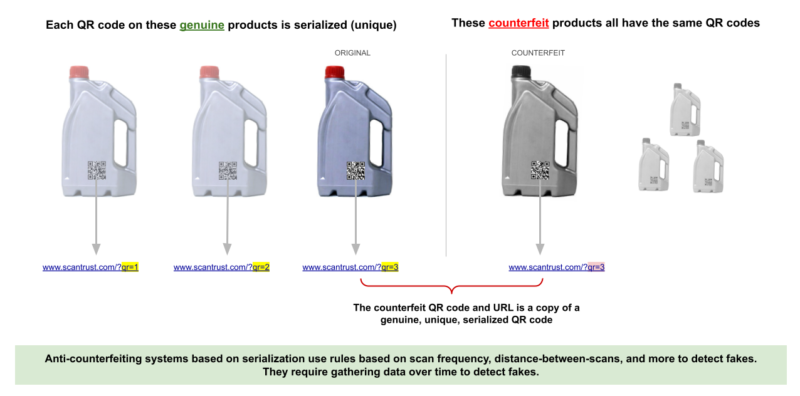 Each QR code on these genuine products is serialized (unique)
These counterfeit products all have the same QR codes
ORIGINAL
COUNTERFEIT
www.scantrust.com/?qr=1
www.scantrust.com/?qr=2
www.scantrust.com/?qr=3
www.scantrust.com/?qr=3
The counterfeit QR code and URL is a copy of a
genuine, unique, serialized QR code
Anti-counterfeiting systems based on serialization use rules based on scan frequency, distance-between-scans, and more to detect fakes.
They require gathering data over time to detect fakes.